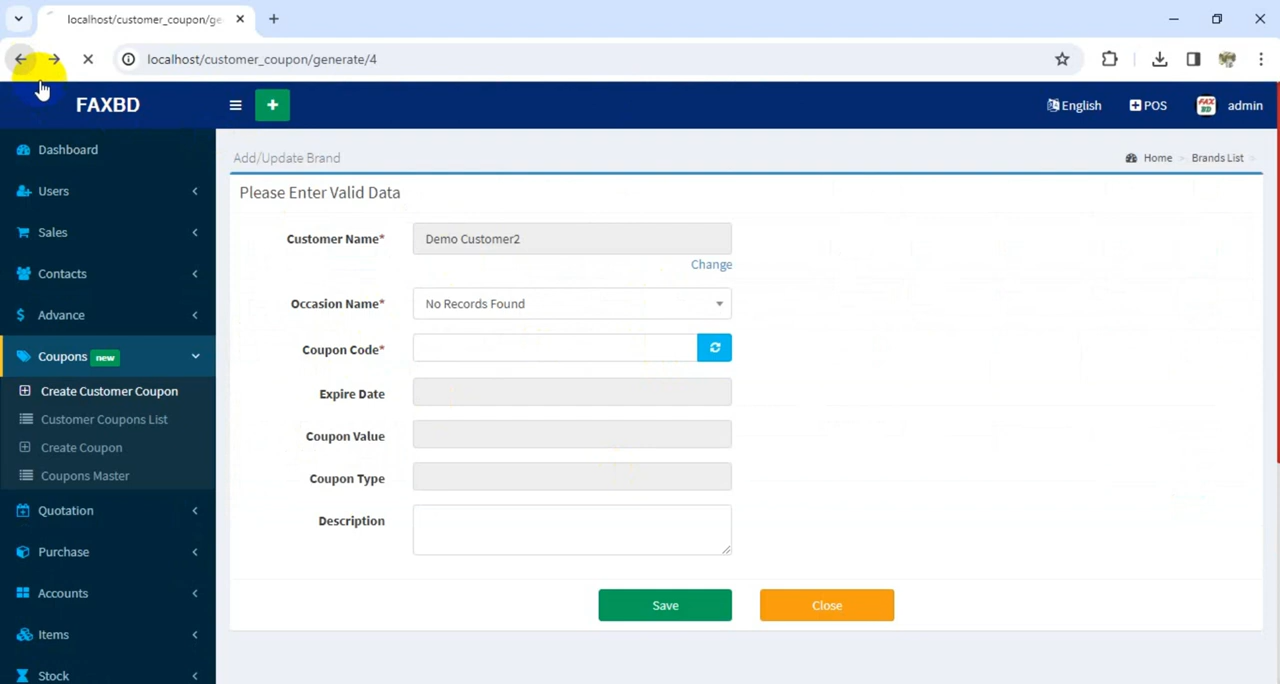 localhost/customer_coupon/ge
localhost/customer_coupon/generate/4
FAXBD
English
POS
FAX BD
admin
Dashboard
Users
Sales
Contacts
Advance
Coupons new
Create Customer Coupon
Customer Coupons List
Create Coupon
Coupons Master
Quotation
Purchase
Accounts
Items
Stock
Add/Update Brand
Home > Brands List >
Please Enter Valid Data
Customer Name* Demo Customer2
Change
Occasion Name* No Records Found
Coupon Code*
Expire Date
Coupon Value
Coupon Type
Description
Save Close